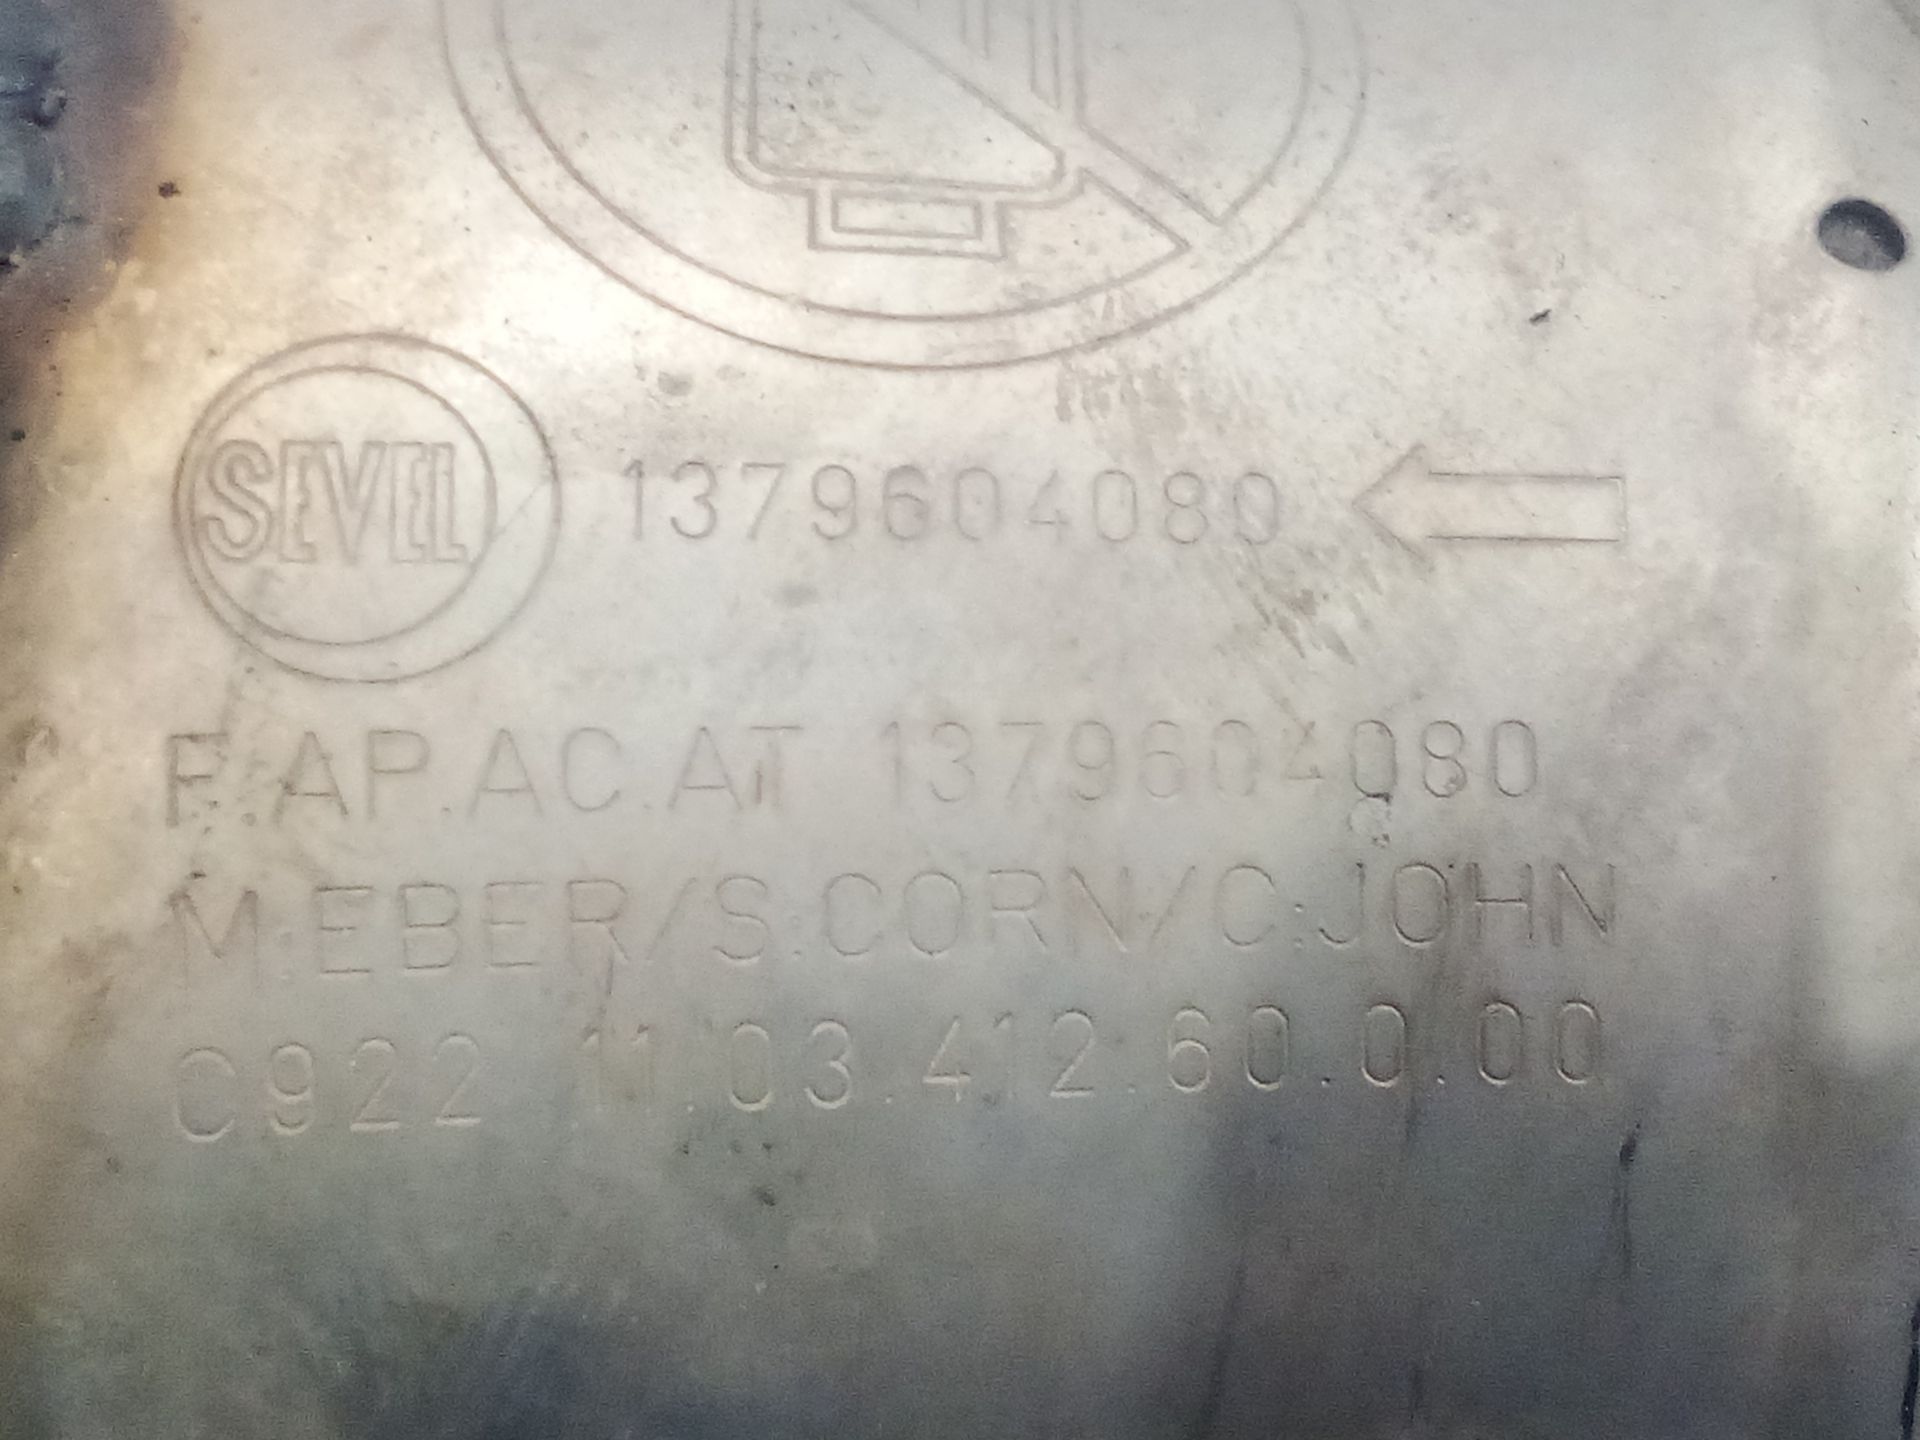 SEVEL 1379604080
F.AP.AC.AT 1379604080
M:EBER/S:CORN/C:JOHN
C922 11.03.412.60.0.00